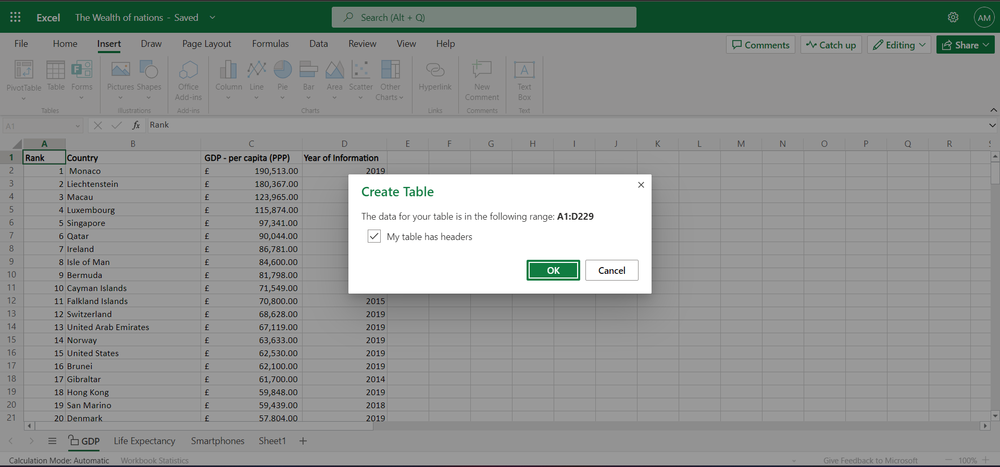 Excel The Wealth of nations - Saved Search (Alt + Q) AM
File Home Insert Draw Page Layout Formulas Data Review View Help Comments Catch up Editing Share
PivotTable Table Forms Pictures Shapes Office Add-ins Column Line Pie Bar Area Scatter Other Charts Hyperlink New Comment A Text Box
Tables Illustrations Add-ins Charts Links Comments Text
A1 fx Rank
A B C D E F G H I J K L M N O P Q R
1 Rank Country GDP - per capita (PPP) Year of Information
2 1 Monaco £ 190,513.00 2019
3 2 Liechtenstein £ 180,367.00
4 3 Macau £ 123,965.00
5 4 Luxembourg £ 115,874.00
6 5 Singapore £ 97,341.00
7 6 Qatar £ 90,044.00
8 7 Ireland £ 86,781.00
9 8 Isle of Man £ 84,600.00
10 9 Bermuda £ 81,798.00
11 10 Cayman Islands £ 71,549.00
12 11 Falkland Islands £ 70,800.00 2015
13 12 Switzerland £ 68,628.00 2019
14 13 United Arab Emirates £ 67,119.00 2019
15 14 Norway £ 63,633.00 2019
16 15 United States £ 62,530.00 2019
17 16 Brunei £ 62,100.00 2019
18 17 Gibraltar £ 61,700.00 2014
19 18 Hong Kong £ 59,848.00 2019
20 19 San Marino £ 59,439.00 2018
21 20 Denmark £ 57,804.00 2019
Create Table
The data for your table is in the following range: A1:D229
My table has headers
OK Cancel
GDP Life Expectancy Smartphones Sheet1
Calculation Mode: Automatic Workbook Statistics Give Feedback to Microsoft 100%